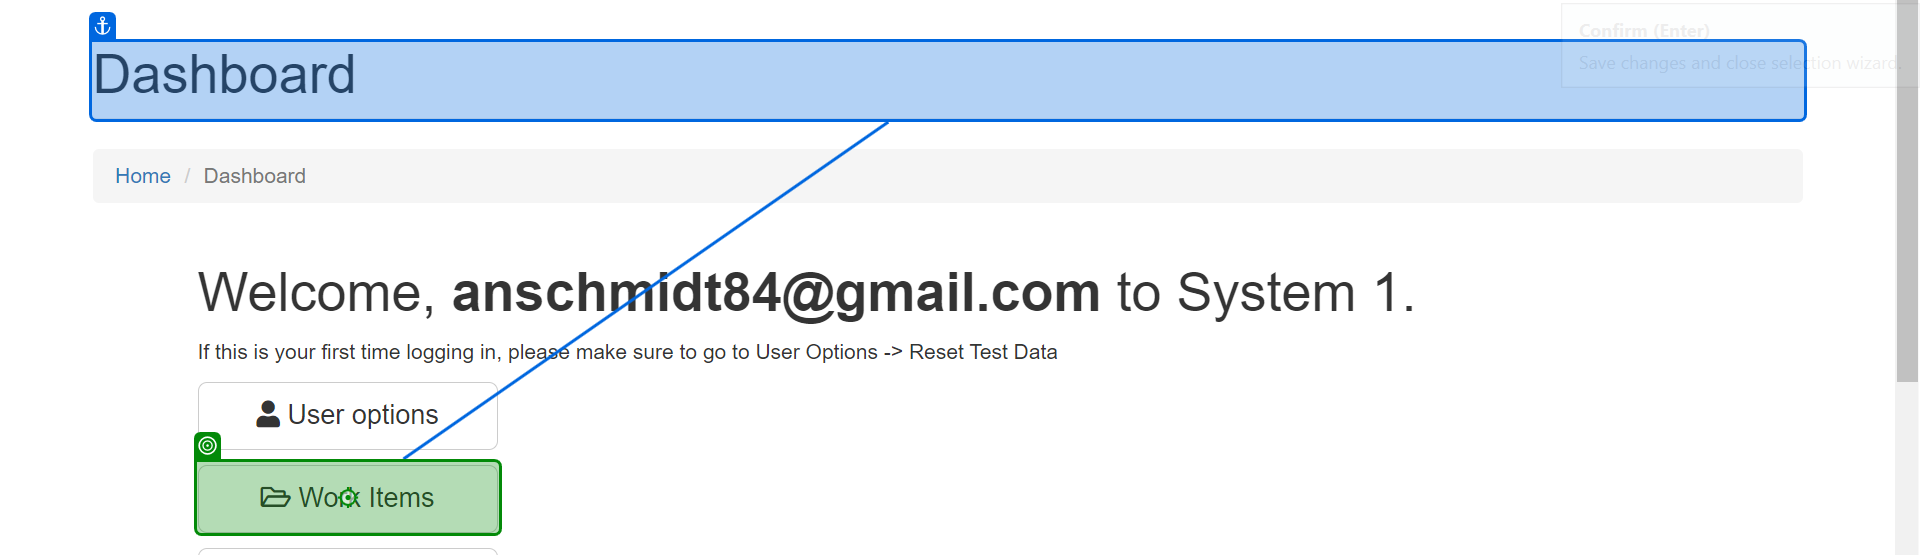 Confirm (Enter)
Save changes and close selection wizard.
Dashboard
Home / Dashboard
Welcome, anschmidt84@gmail.com to System 1.
If this is your first time logging in, please make sure to go to User Options -> Reset Test Data
User options
Work Items